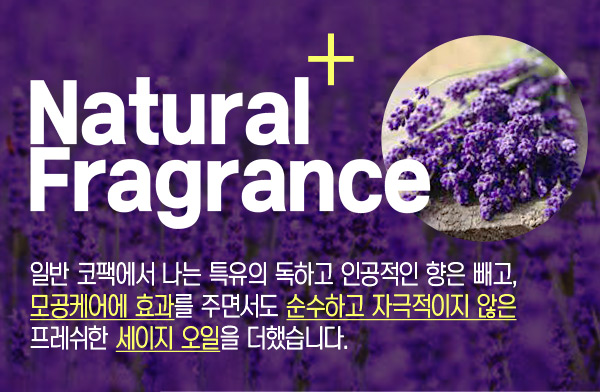 Natural
Fragrance
일반 코팩에서 나는 특유의 독하고 인공적인 향은 빼고,
모공케어에 효과를 주면서도 순수하고 자극적이지 않은
프레쉬한 세이지 오일을 더했습니다.